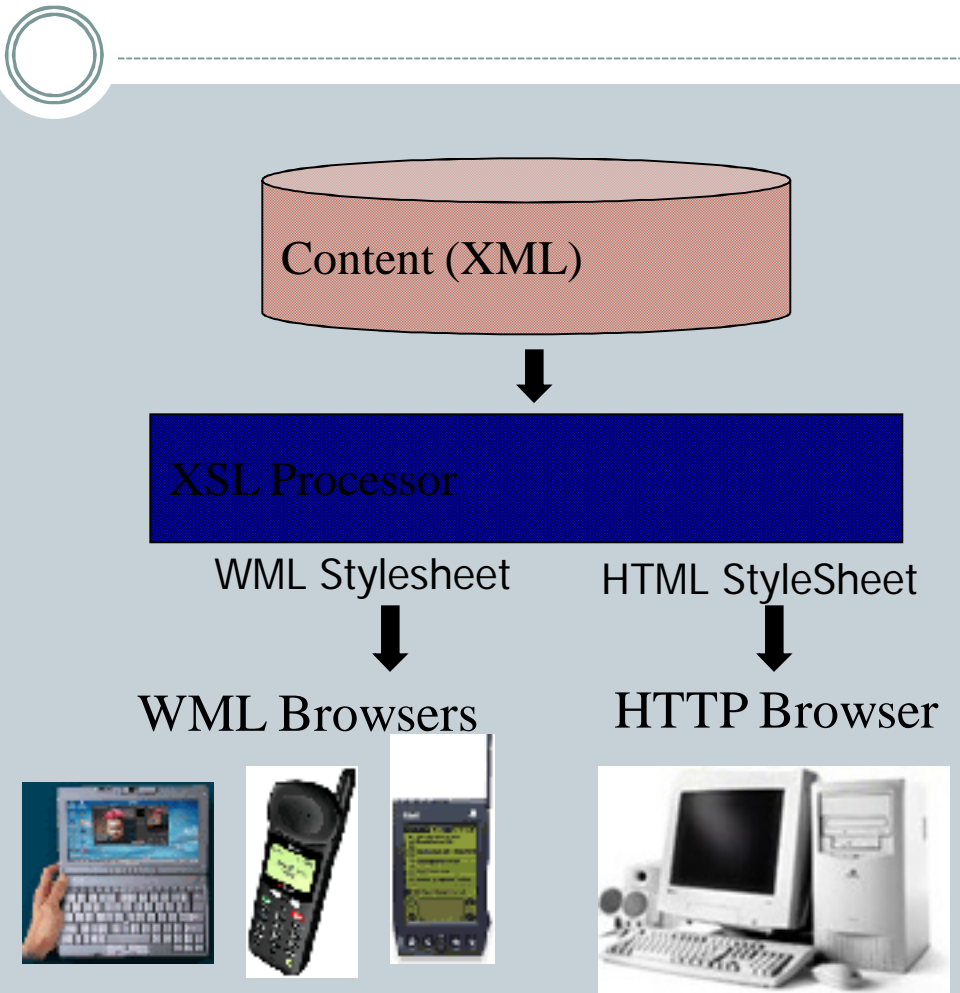 Content (XML)
XSL Processor
WML Stylesheet
HTML StyleSheet
WML Browsers
HTTP Browser